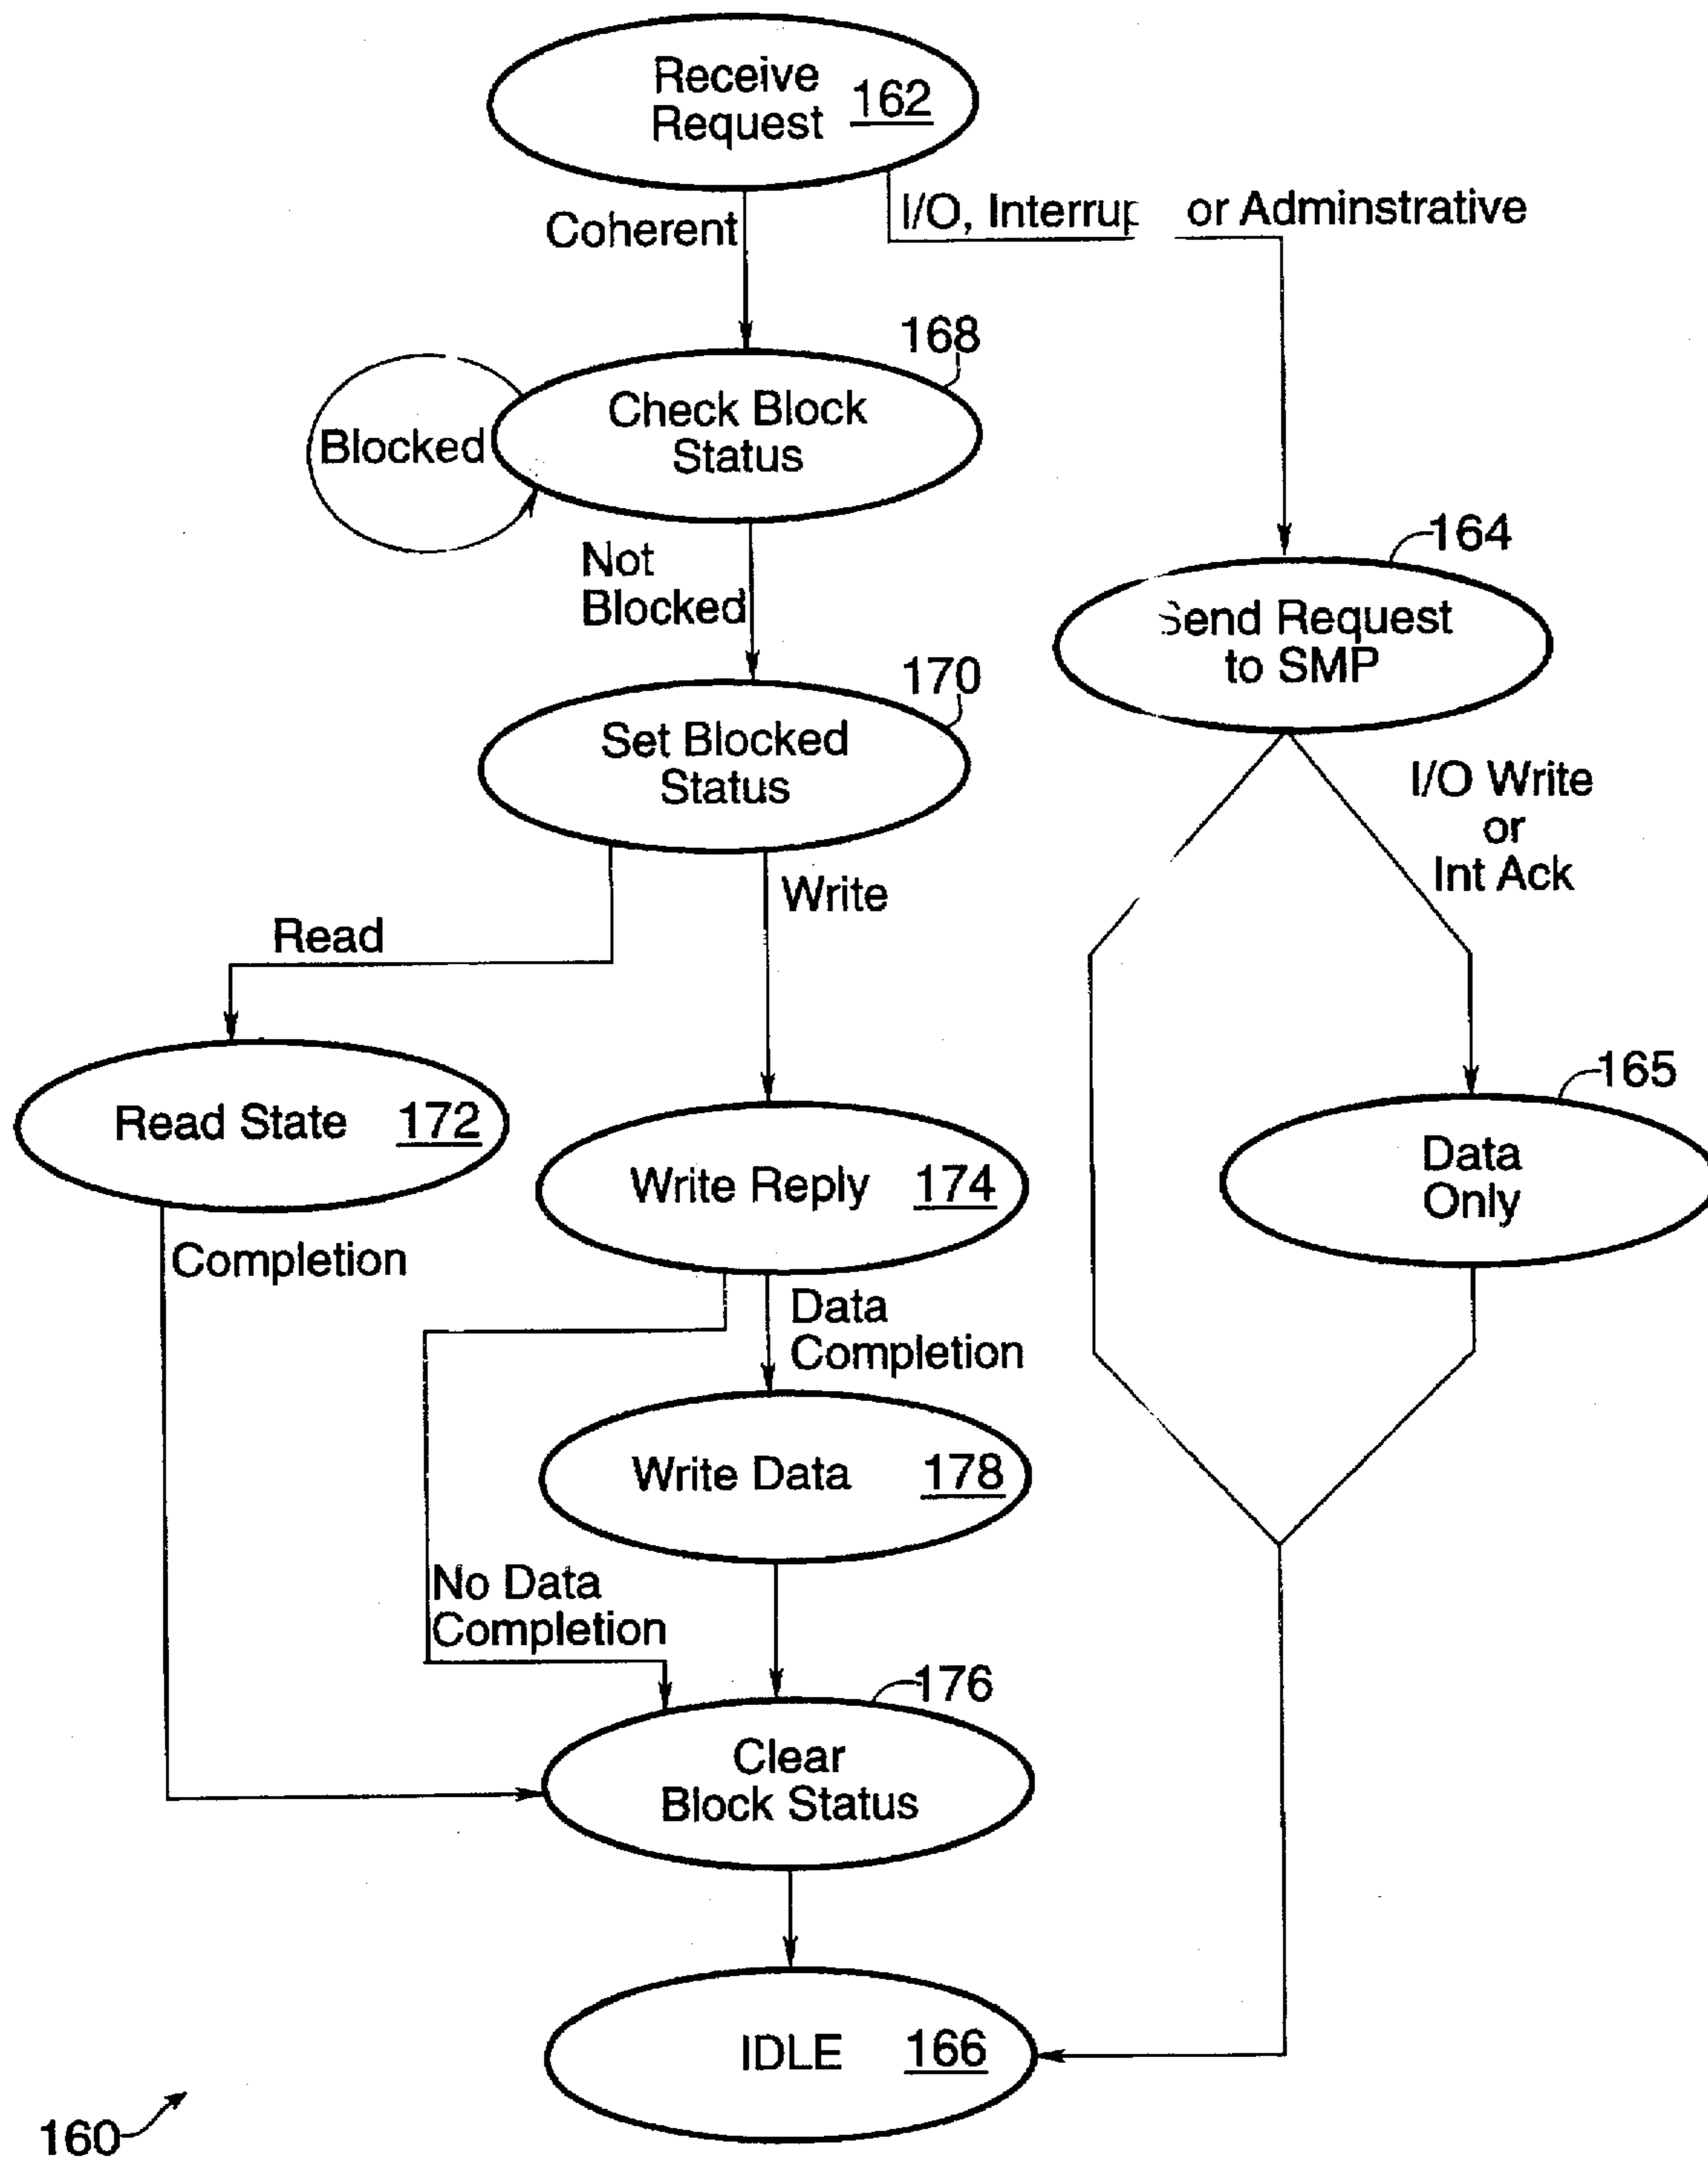 Receive
Request 162
Coherent
I/O, Interrup or Adminstrative
168
Check Block
Status
Blocked
Not
Blocked
164
Send Request
to SMP
170
Set Blocked
Status
I/O Write
or
Int Ack
Write
Read
165
Data
Only
Read State 172
Write Reply 174
Completion
Data
Completion
Write Data 178
No Data
Completion
176
Clear
Block Status
IDLE 166
160